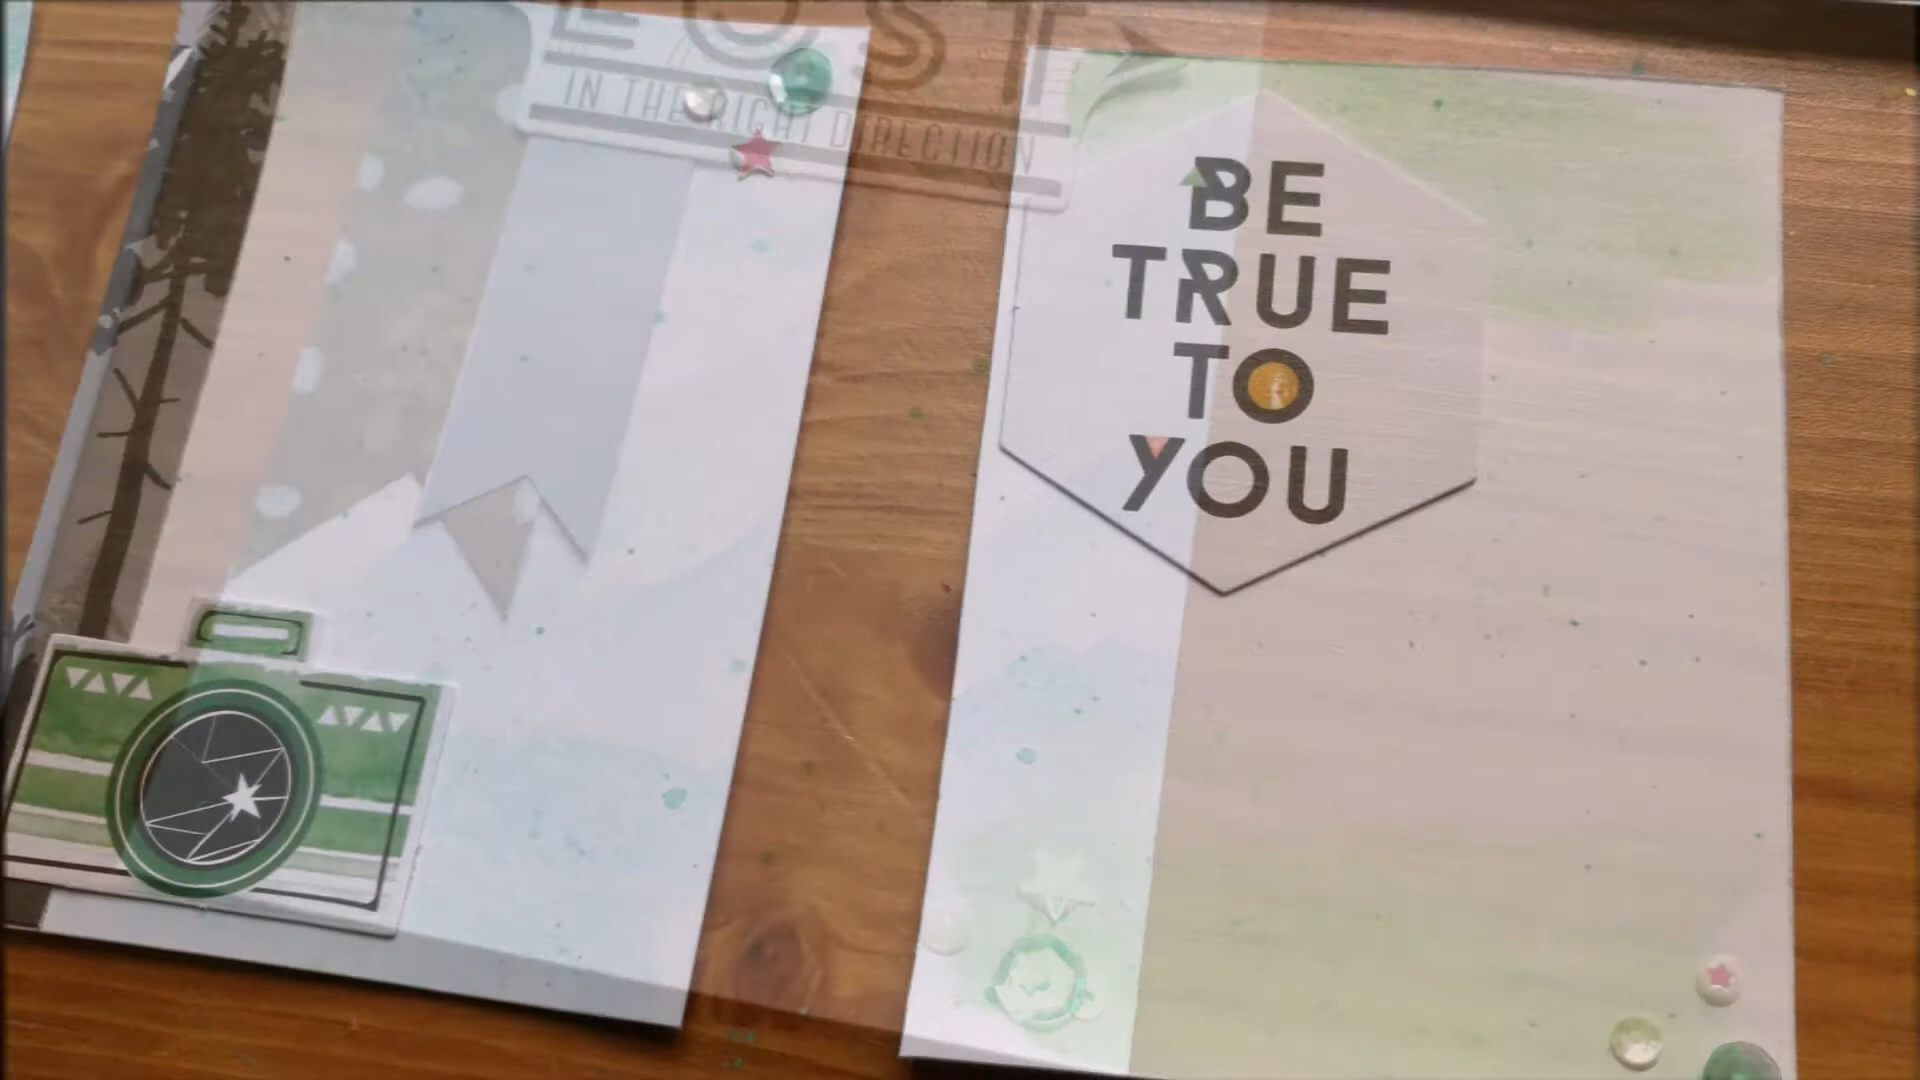 LOST
IN THE RIGHT DIRECTION
BE
TRUE
TO
YOU